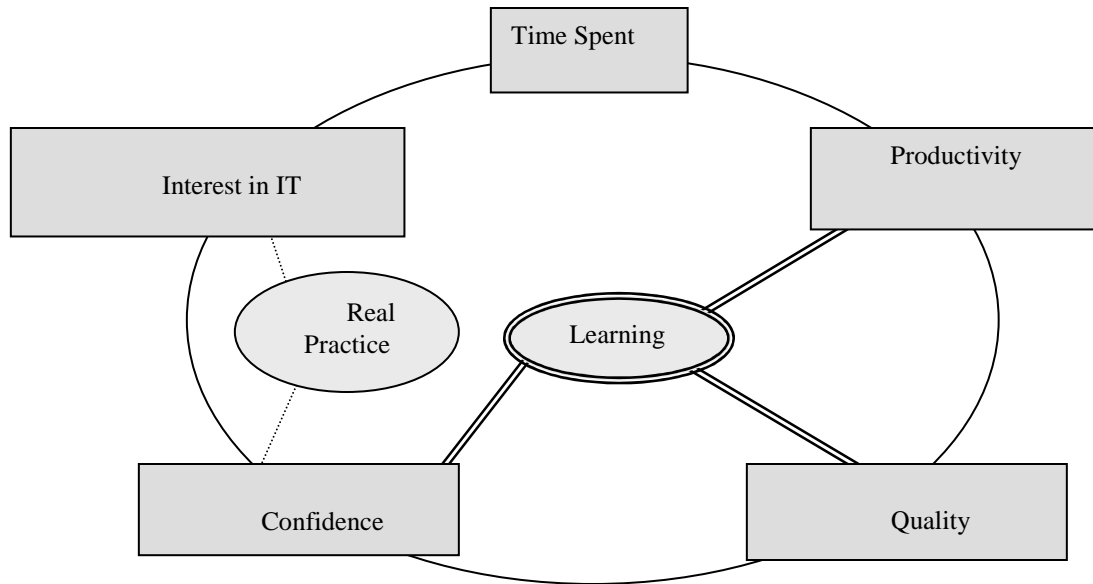 Time Spent
Productivity
Interest in IT
Real
Practice
Learning
Confidence
Quality